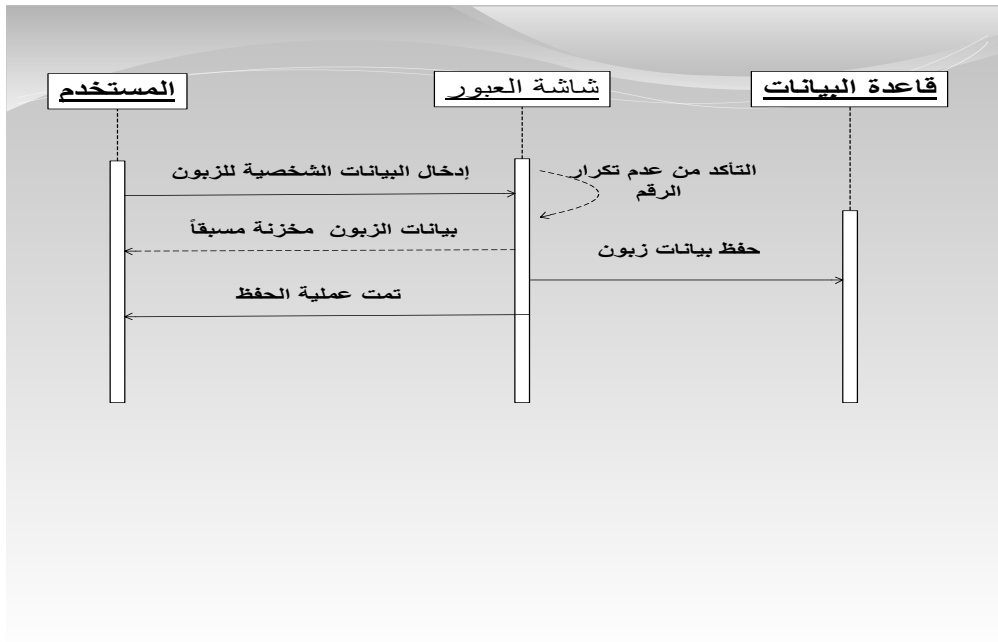 المستخدم
شاشة العبور
قاعدة البيانات
إدخال البيانات الشخصية للزبون
التأكد من عدم تكرار
الرقم
بيانات الزبون مخزنة مسبقاً
حفظ بيانات زبون
تمت عملية الحفظ